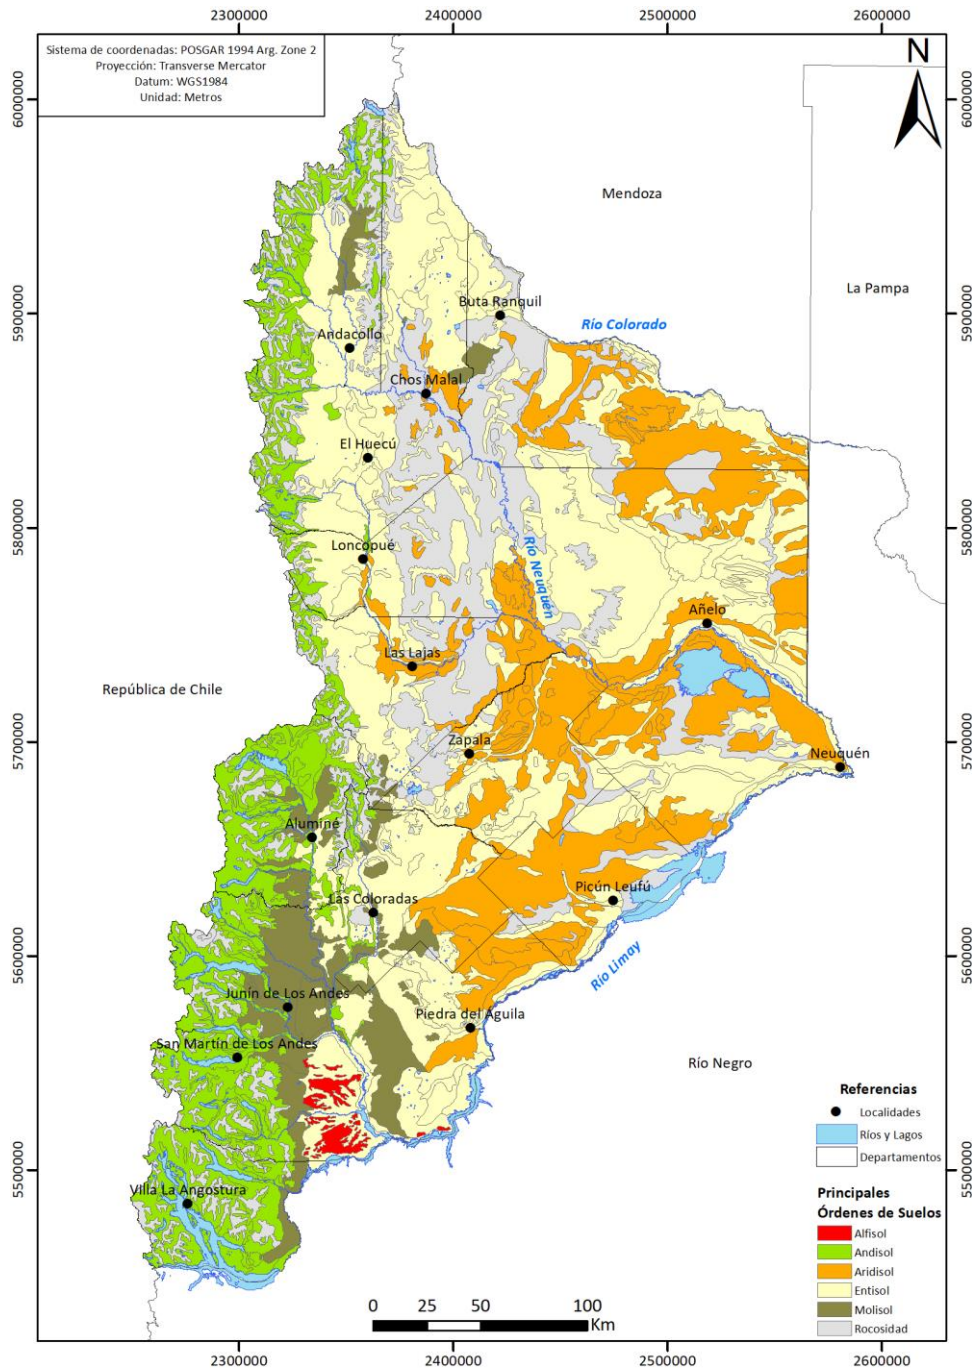 2300000
2400000
2500000
2600000
Sistema de coordenadas: POSGAR 1994 Arg. Zone 2
Proyección: Transverse Mercator
Datum: WGS1984
Unidad: Metros
N
6000000
6000000
Mendoza
La Pampa
Buta Ranquil
5900000
5900000
Río Colorado
Andacollo
Chos Malal
El Huecú
5800000
5800000
Loncopué
Río Neuquén
Añelo
Las Lajas
República de Chile
5700000
5700000
Zapala
Neuquén
Aluminé
Picún Leufú
Las Coloradas
5600000
5600000
Río Limay
Junín de Los Andes
Piedra del Aguila
San Martín de Los Andes
Río Negro
Referencias
Localidades
Ríos y Lagos
Departamentos
5500000
5500000
Villa La Angostura
Principales
Órdenes de Suelos
Alfisol
Andisol
Aridisol
Entisol
Molisol
Rocosidad
0 25 50 100
Km
2300000
2400000
2500000
2600000